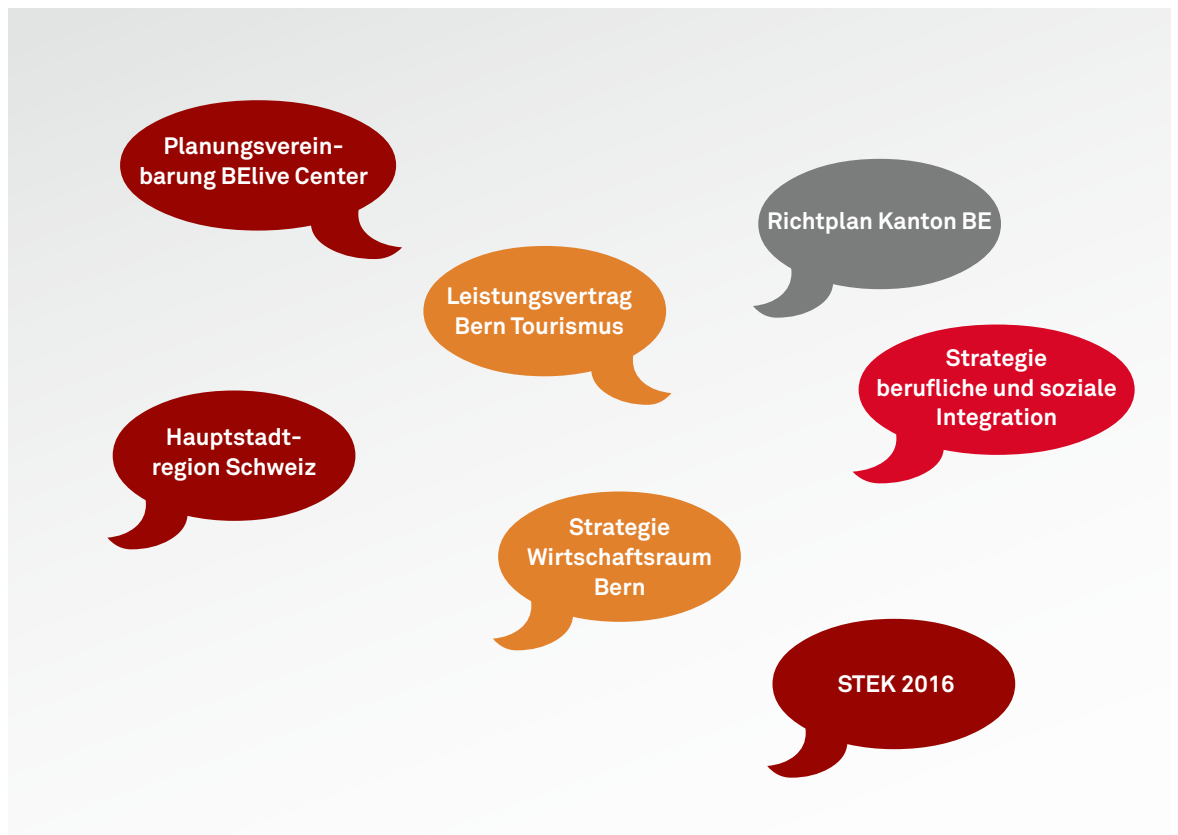 Planungsverein-
barung BElive Center
Richtplan Kanton BE
Leistungsvertrag
Bern Tourismus
Strategie
berufliche und soziale
Integration
Hauptstadt-
region Schweiz
Strategie
Wirtschaftsraum
Bern
STEK 2016